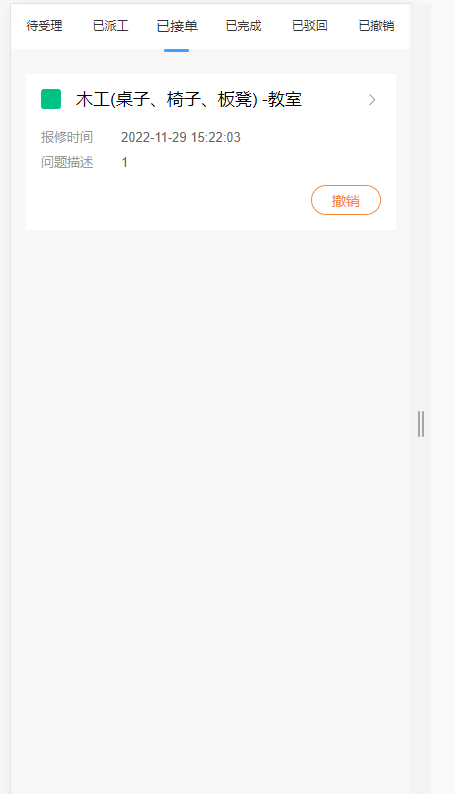 待受理 已派工 已接单 已完成 已驳回 已撤销
木工(桌子、椅子、板凳) -教室
报修时间 2022-11-29 15:22:03
问题描述 1
撤销